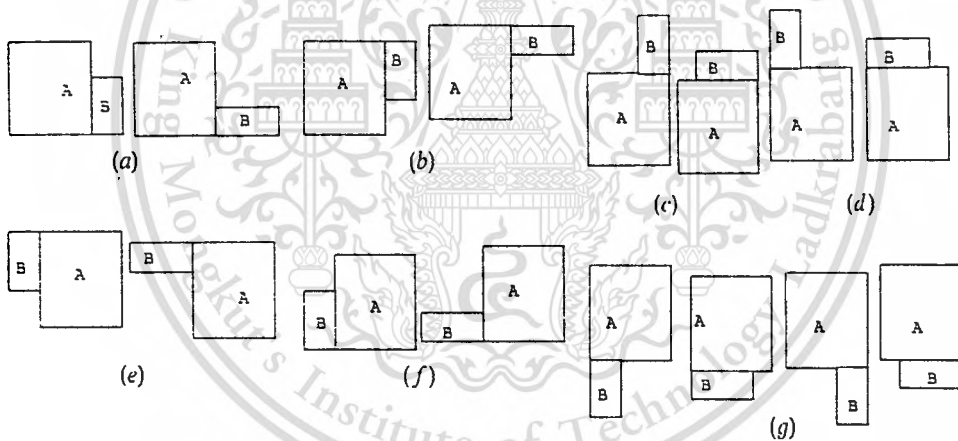 A B A B A B A B
(a) (b)
B A B A B A B A
(c) (d)
B A B A B A B A
(e) (f)
A B A B A B A B
(g)
King Mongkut's Institute of Technology Ladkrabang